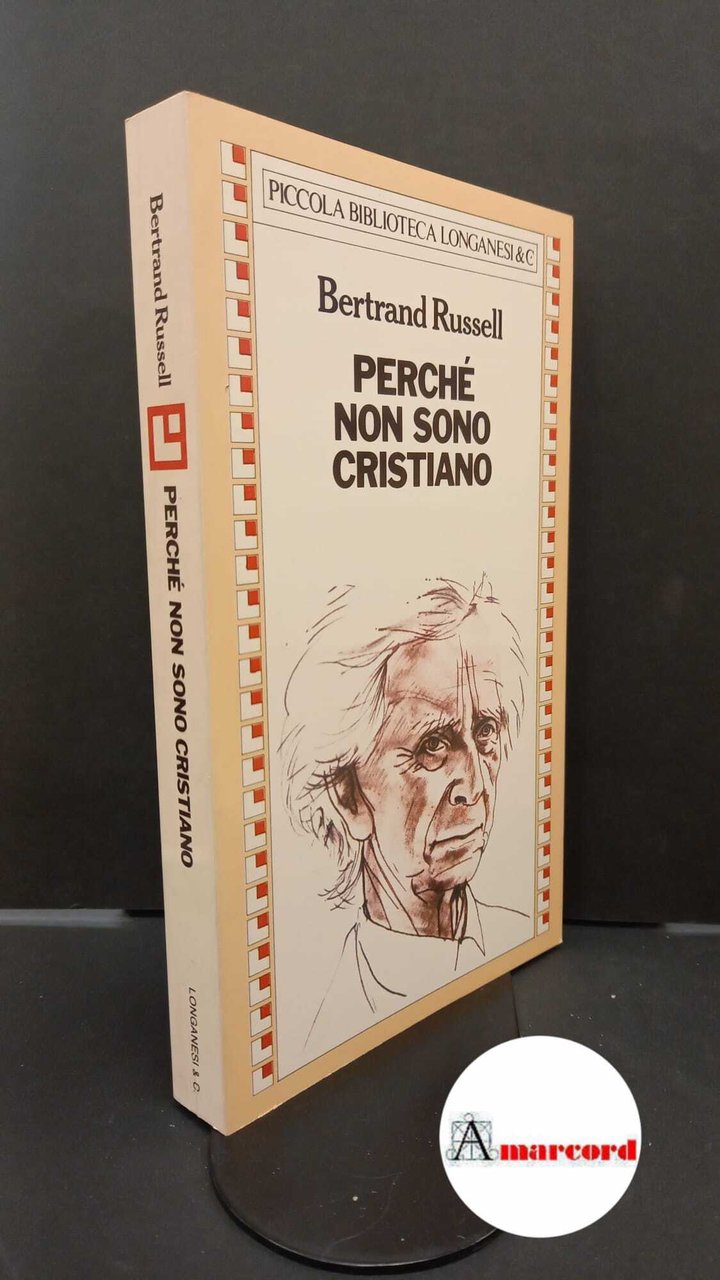 PICCOLA BIBLIOTECA LONGANESI & C.
Bertrand Russell
PERCHÉ
NON SONO
CRISTIANO
Bertrand Russell
PERCHÉ NON SONO CRISTIANO
LONGANESI & C.
Amarcord